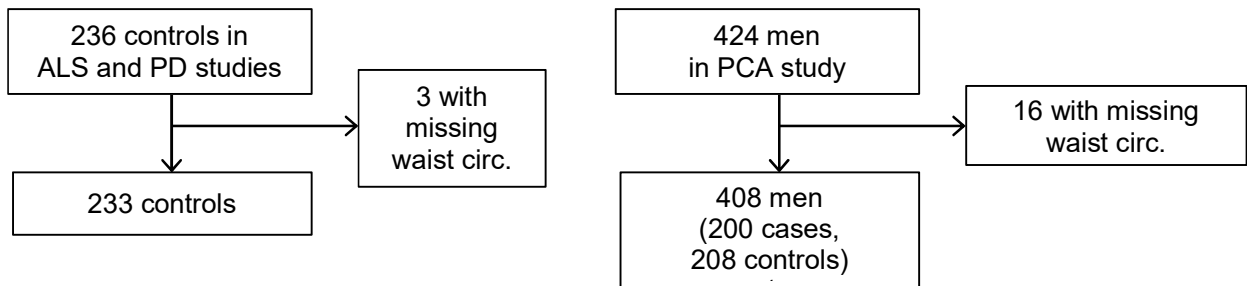 236 controls in
ALS and PD studies
3 with
missing
waist circ.
233 controls
424 men
in PCA study
16 with missing
waist circ.
408 men
(200 cases,
208 controls)